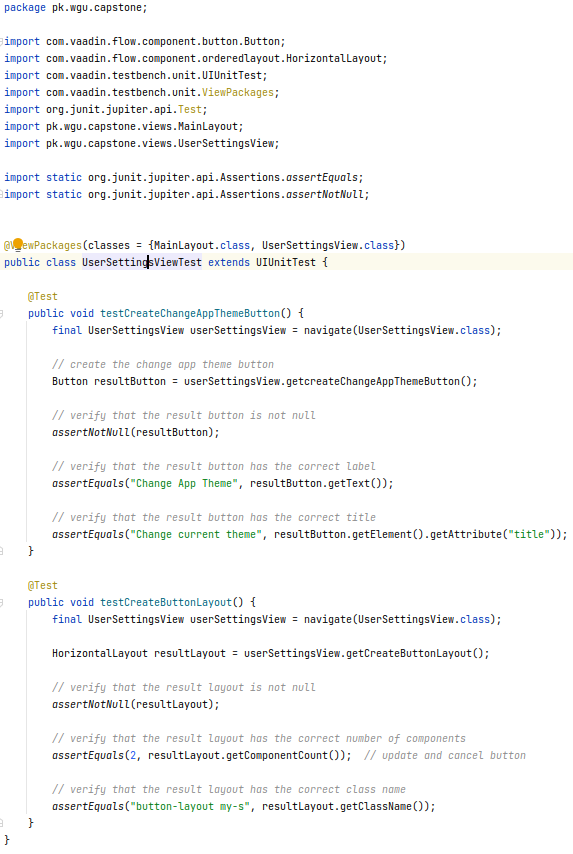 package pk.wgu.capstone;
import com.vaadin.flow.component.button.Button;
import com.vaadin.flow.component.orderedlayout.HorizontalLayout;
import com.vaadin.testbench.unit.UIUnitTest;
import com.vaadin.testbench.unit.ViewPackages;
import org.junit.jupiter.api.Test;
import pk.wgu.capstone.views.MainLayout;
import pk.wgu.capstone.views.UserSettingsView;
import static org.junit.jupiter.api.Assertions.assertEquals;
import static org.junit.jupiter.api.Assertions.assertNotNull;
@ViewPackages(classes = {MainLayout.class, UserSettingsView.class})
public class UserSettingsViewTest extends UIUnitTest {
@Test
public void testCreateChangeAppThemeButton() {
final UserSettingsView userSettingsView = navigate(UserSettingsView.class);
// create the change app theme button
Button resultButton = userSettingsView.getcreateChangeAppThemeButton();
// verify that the result button is not null
assertNotNull(resultButton);
// verify that the result button has the correct label
assertEquals("Change App Theme", resultButton.getText());
// verify that the result button has the correct title
assertEquals("Change current theme", resultButton.getElement().getAttribute("title"));
}
@Test
public void testCreateButtonLayout() {
final UserSettingsView userSettingsView = navigate(UserSettingsView.class);
HorizontalLayout resultLayout = userSettingsView.getCreateButtonLayout();
// verify that the result layout is not null
assertNotNull(resultLayout);
// verify that the result layout has the correct number of components
assertEquals(2, resultLayout.getComponentCount());  // update and cancel button
// verify that the result layout has the correct class name
assertEquals("button-layout my-s", resultLayout.getClassName());
}
}